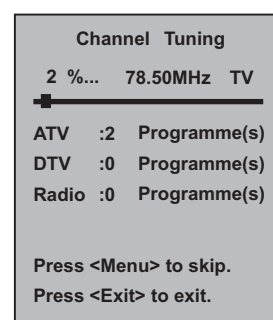 Channel Tuning
2 %... 78.50MHz TV
ATV :2 Programme(s)
DTV :0 Programme(s)
Radio :0 Programme(s)
Press <Menu> to skip.
Press <Exit> to exit.